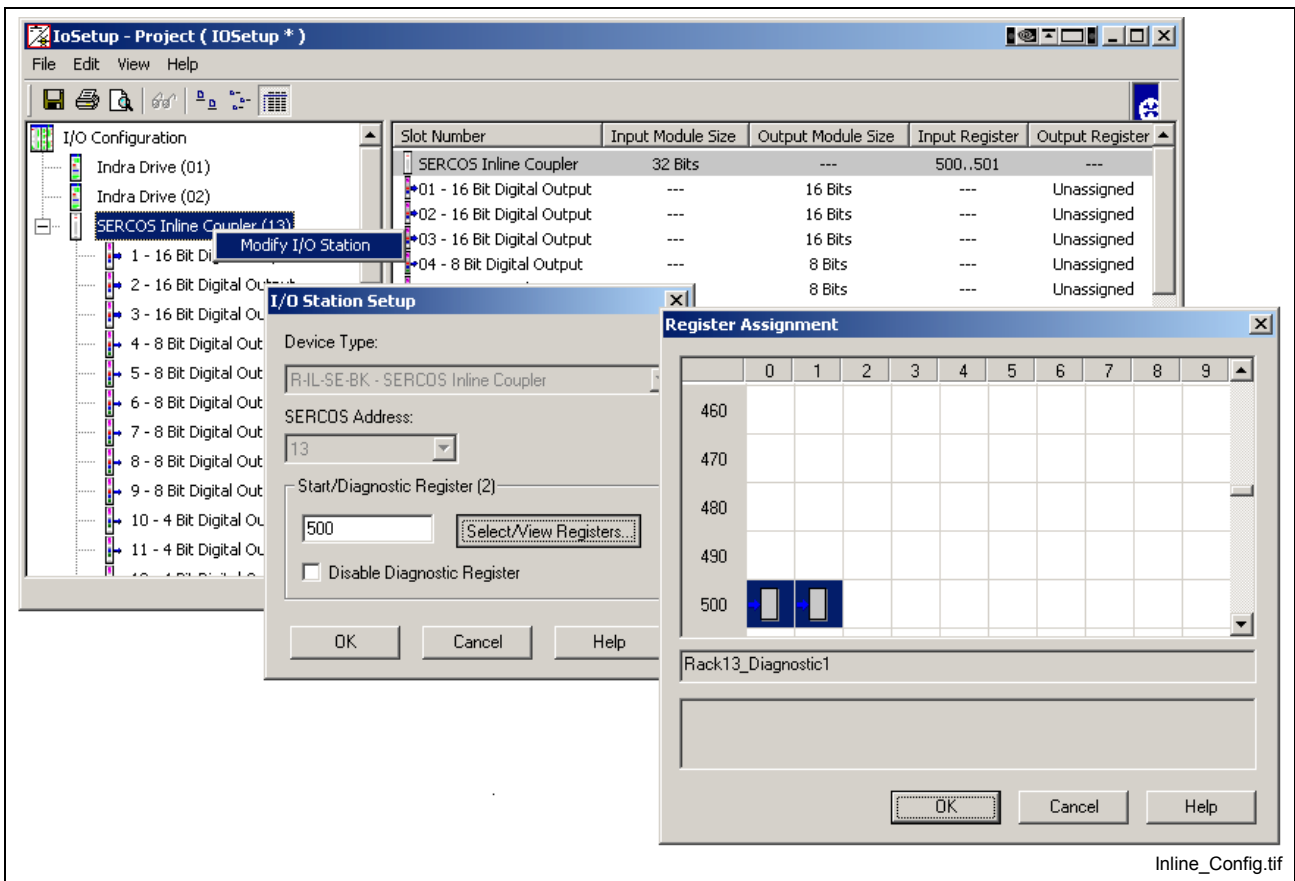 IoSetup - Project ( IOSetup * )
File Edit View Help
I/O Configuration
Indra Drive (01)
Indra Drive (02)
SERCOS Inline Coupler (13)
Modify I/O Station
1 - 16 Bit Di
2 - 16 Bit Digital Output
3 - 16 Bit Digital Ou
4 - 8 Bit Digital Out
5 - 8 Bit Digital Out
6 - 8 Bit Digital Out
7 - 8 Bit Digital Out
8 - 8 Bit Digital Out
9 - 8 Bit Digital Out
10 - 4 Bit Digital Ou
11 - 4 Bit Digital Ou
Slot Number Input Module Size Output Module Size Input Register Output Register
SERCOS Inline Coupler 32 Bits --- 500..501 ---
01 - 16 Bit Digital Output --- 16 Bits --- Unassigned
02 - 16 Bit Digital Output --- 16 Bits --- Unassigned
03 - 16 Bit Digital Output --- 16 Bits --- Unassigned
04 - 8 Bit Digital Output --- 8 Bits --- Unassigned
8 Bits --- Unassigned
I/O Station Setup
Device Type:
R-IL-SE-BK - SERCOS Inline Coupler
SERCOS Address:
13
Start/Diagnostic Register (2)
500 Select/View Registers...
Disable Diagnostic Register
OK Cancel Help
Register Assignment
0 1 2 3 4 5 6 7 8 9
460
470
480
490
500
Rack13_Diagnostic1
OK Cancel Help
Inline_Config.tif